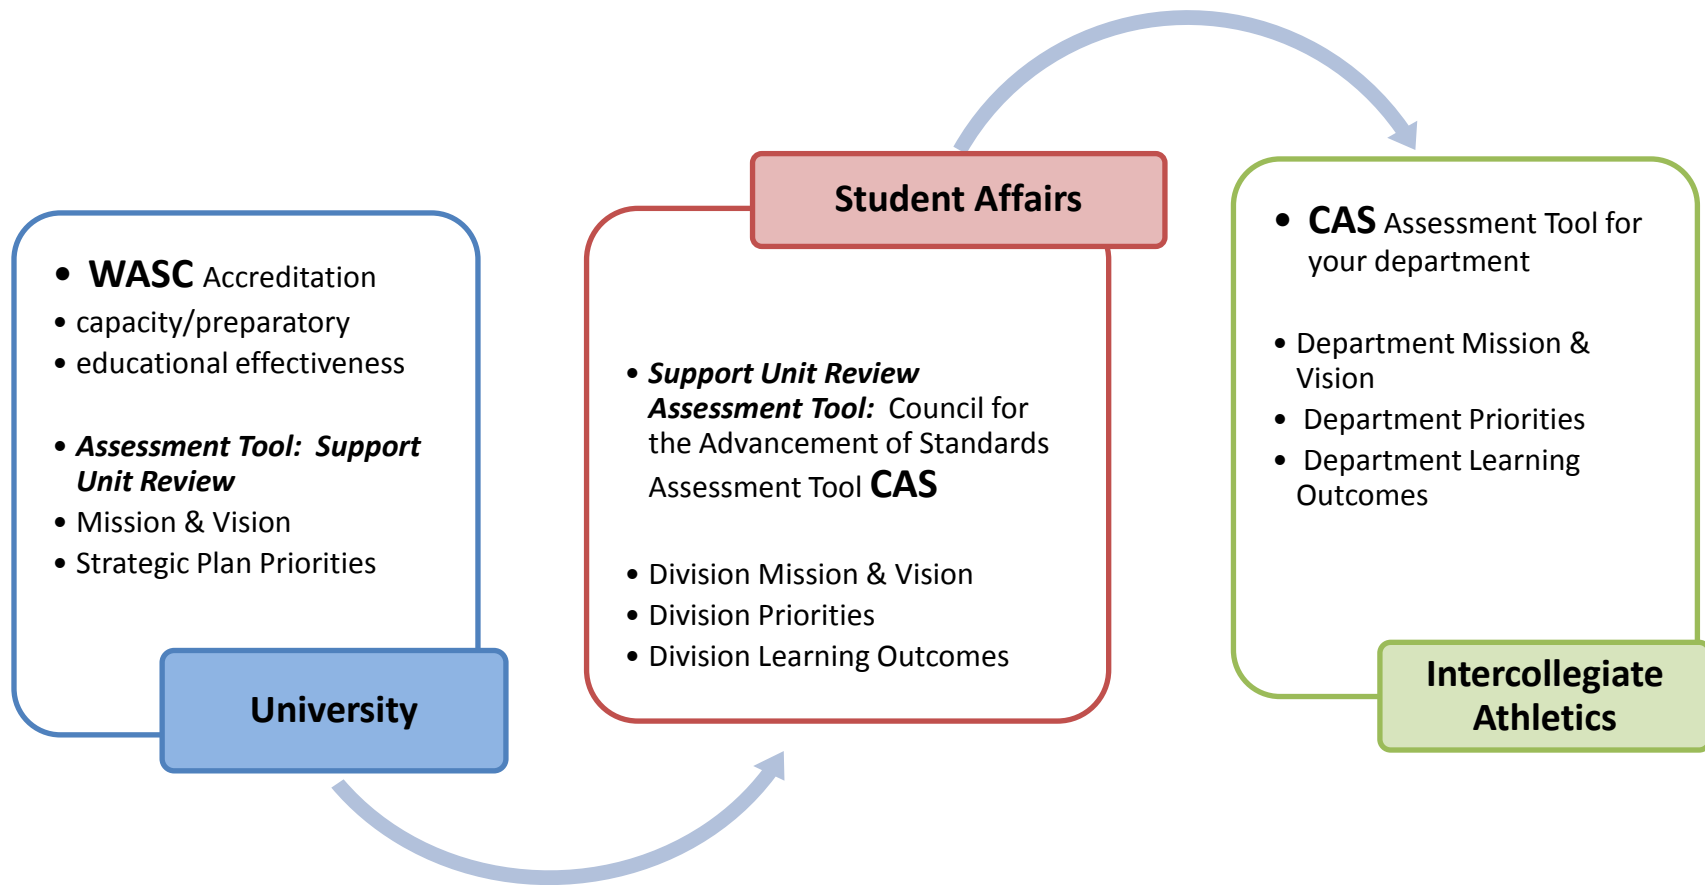 • WASC Accreditation
• capacity/preparatory
• educational effectiveness
• Assessment Tool: Support
Unit Review
• Mission & Vision
• Strategic Plan Priorities
University
Student Affairs
• Support Unit Review
Assessment Tool: Council for
the Advancement of Standards
Assessment Tool CAS
• Division Mission & Vision
• Division Priorities
• Division Learning Outcomes
• CAS Assessment Tool for
your department
• Department Mission &
Vision
• Department Priorities
• Department Learning
Outcomes
Intercollegiate
Athletics